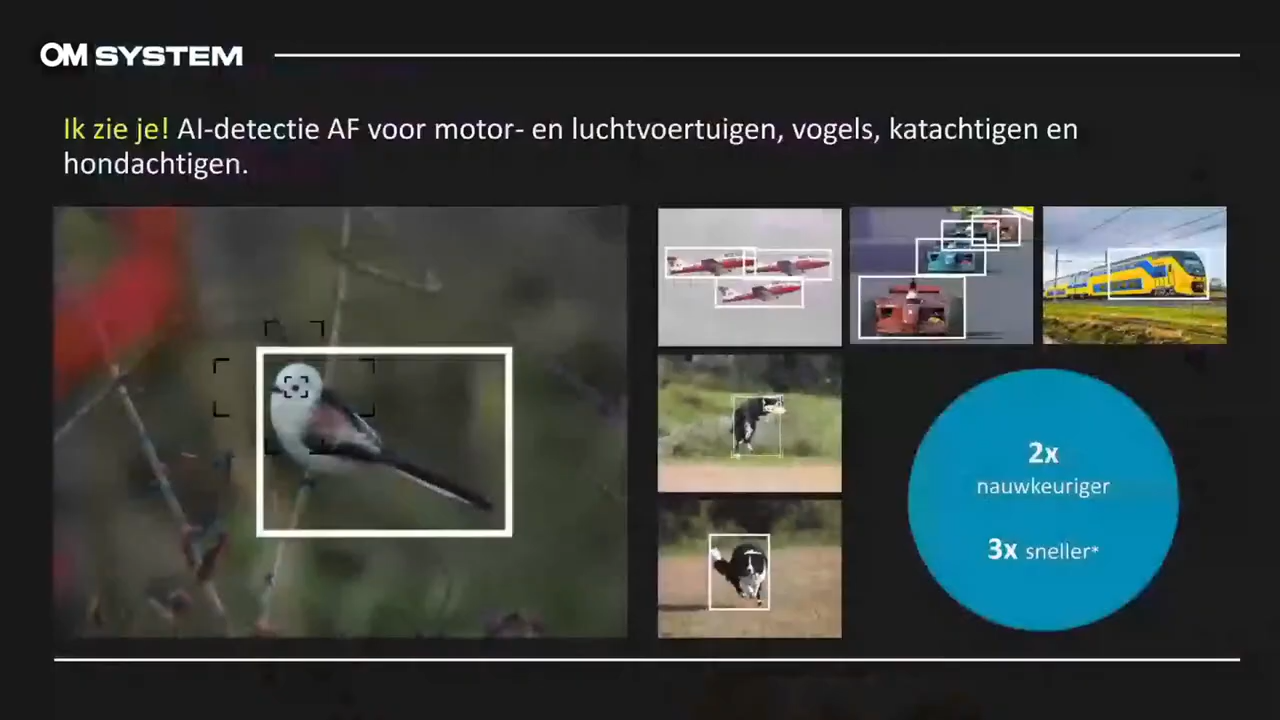 OM SYSTEM
Ik zie je! AI-detectie AF voor motor- en luchtvoertuigen, vogels, katachtigen en
hondachtigen.
2x
nauwkeuriger
3x sneller*